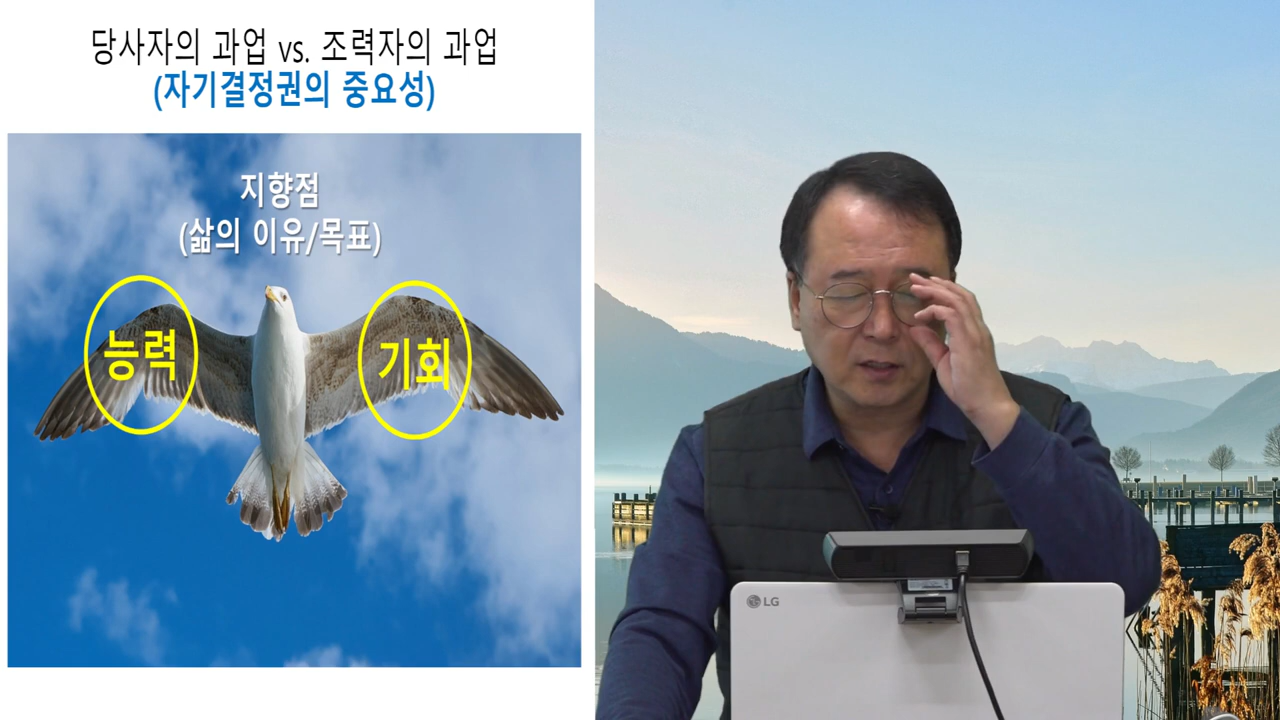 당사자의 과업 vs. 조력자의 과업
(자기결정권의 중요성)
지향점
(삶의 이유/목표)
능력
기회
LG